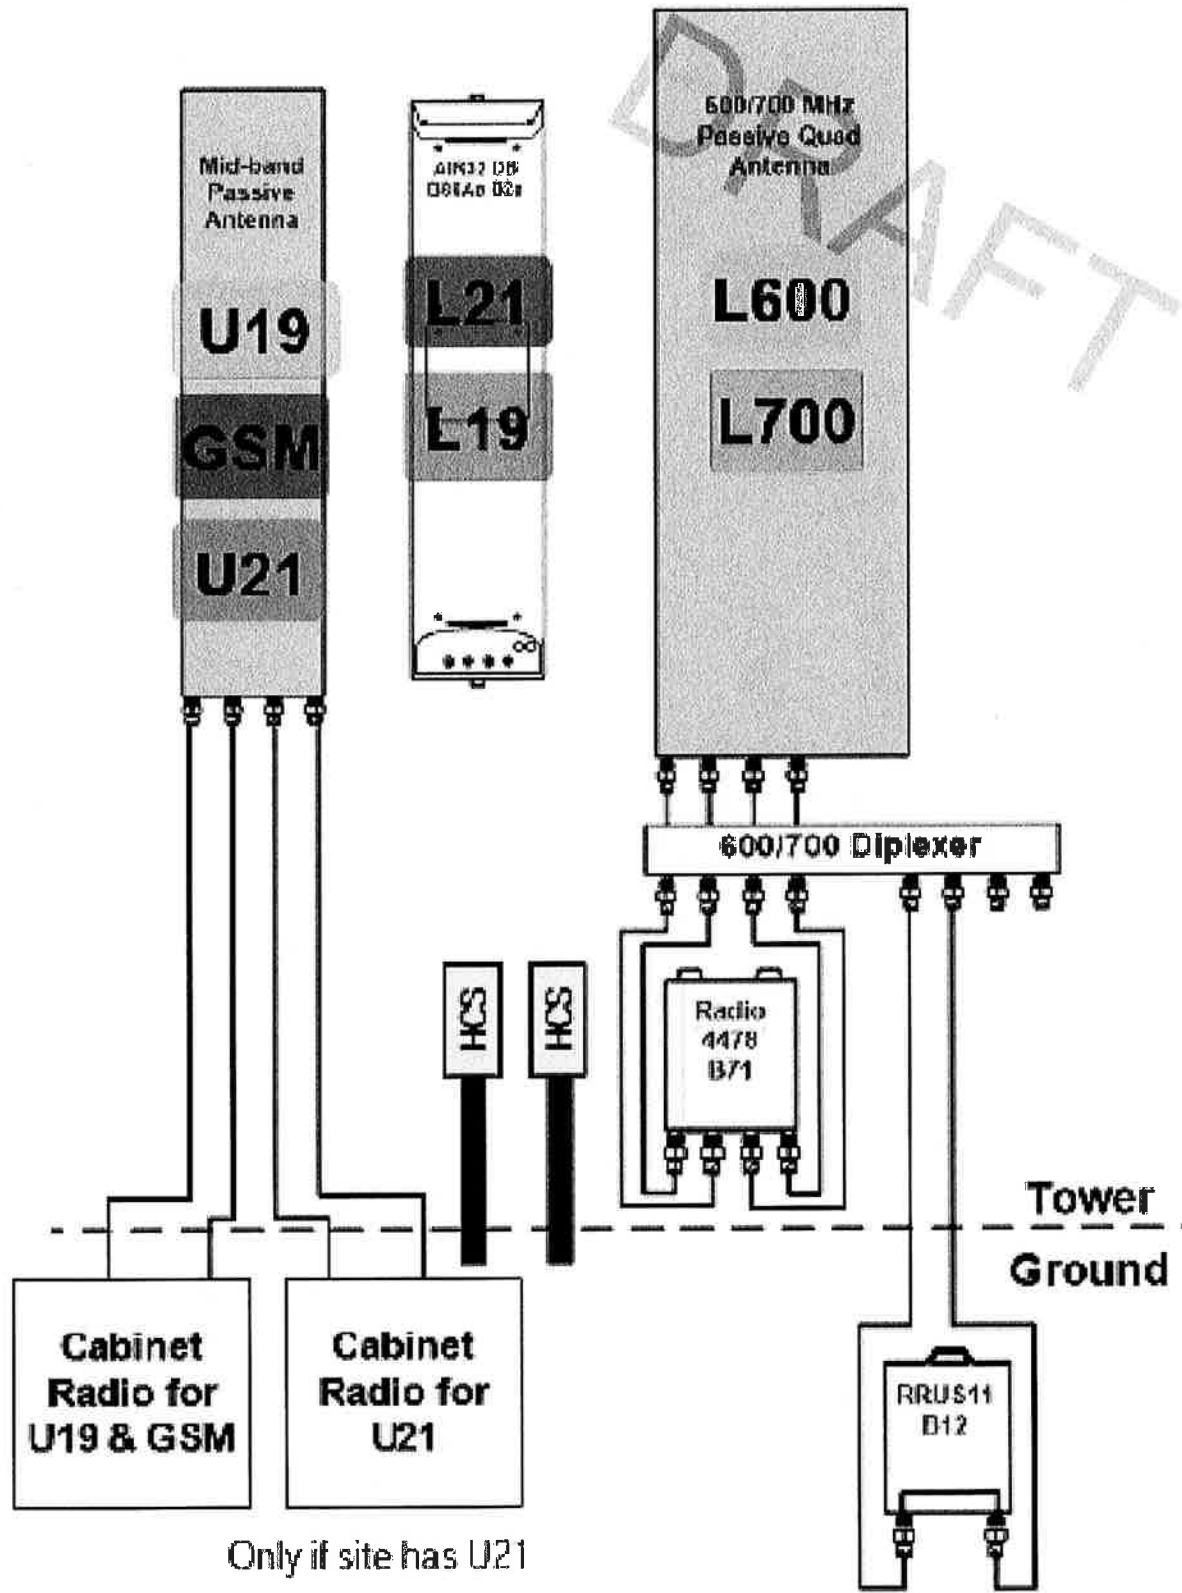 DRAFT
Mid-band
Passive
Antenna
U19
GSM
U21
L21
L19
600/700 MHz
Passive Quad
Antenna
L600
L700
600/700 Diplexer
HCS
HCS
Radio
4478
B71
Tower
Ground
Cabinet
Radio for
U19 & GSM
Cabinet
Radio for
U21
RRUS11
B12
Only if site has U21